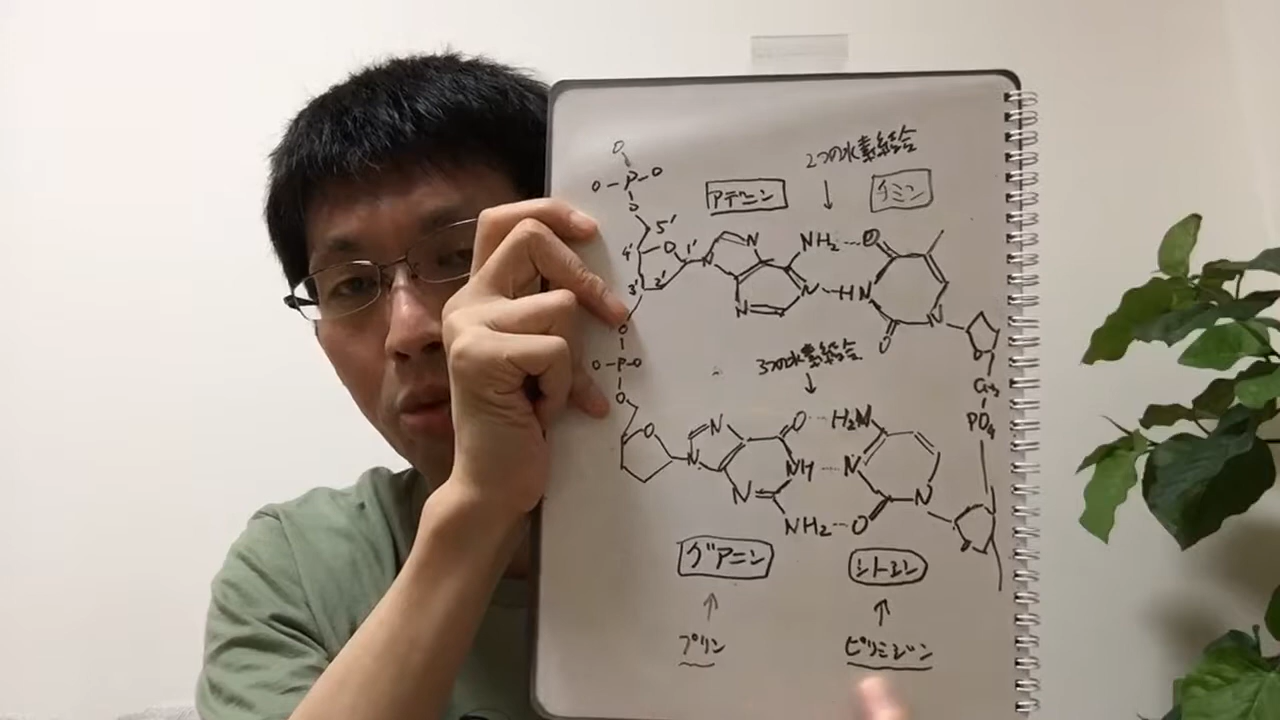 2つの水素結合
アデニン
チミン
O
O-P-O
O
5'
4'
O
1'
3'
2'
N
N
N
N
NH₂
O
N
H
N
O
N
O
O-P-O
O
CH₂
PO₄
3つの水素結合
O
N
N
N
O
NH
NH₂
H₂N
N
O
N
グアニン
シトシン
プリン
ピリミジン